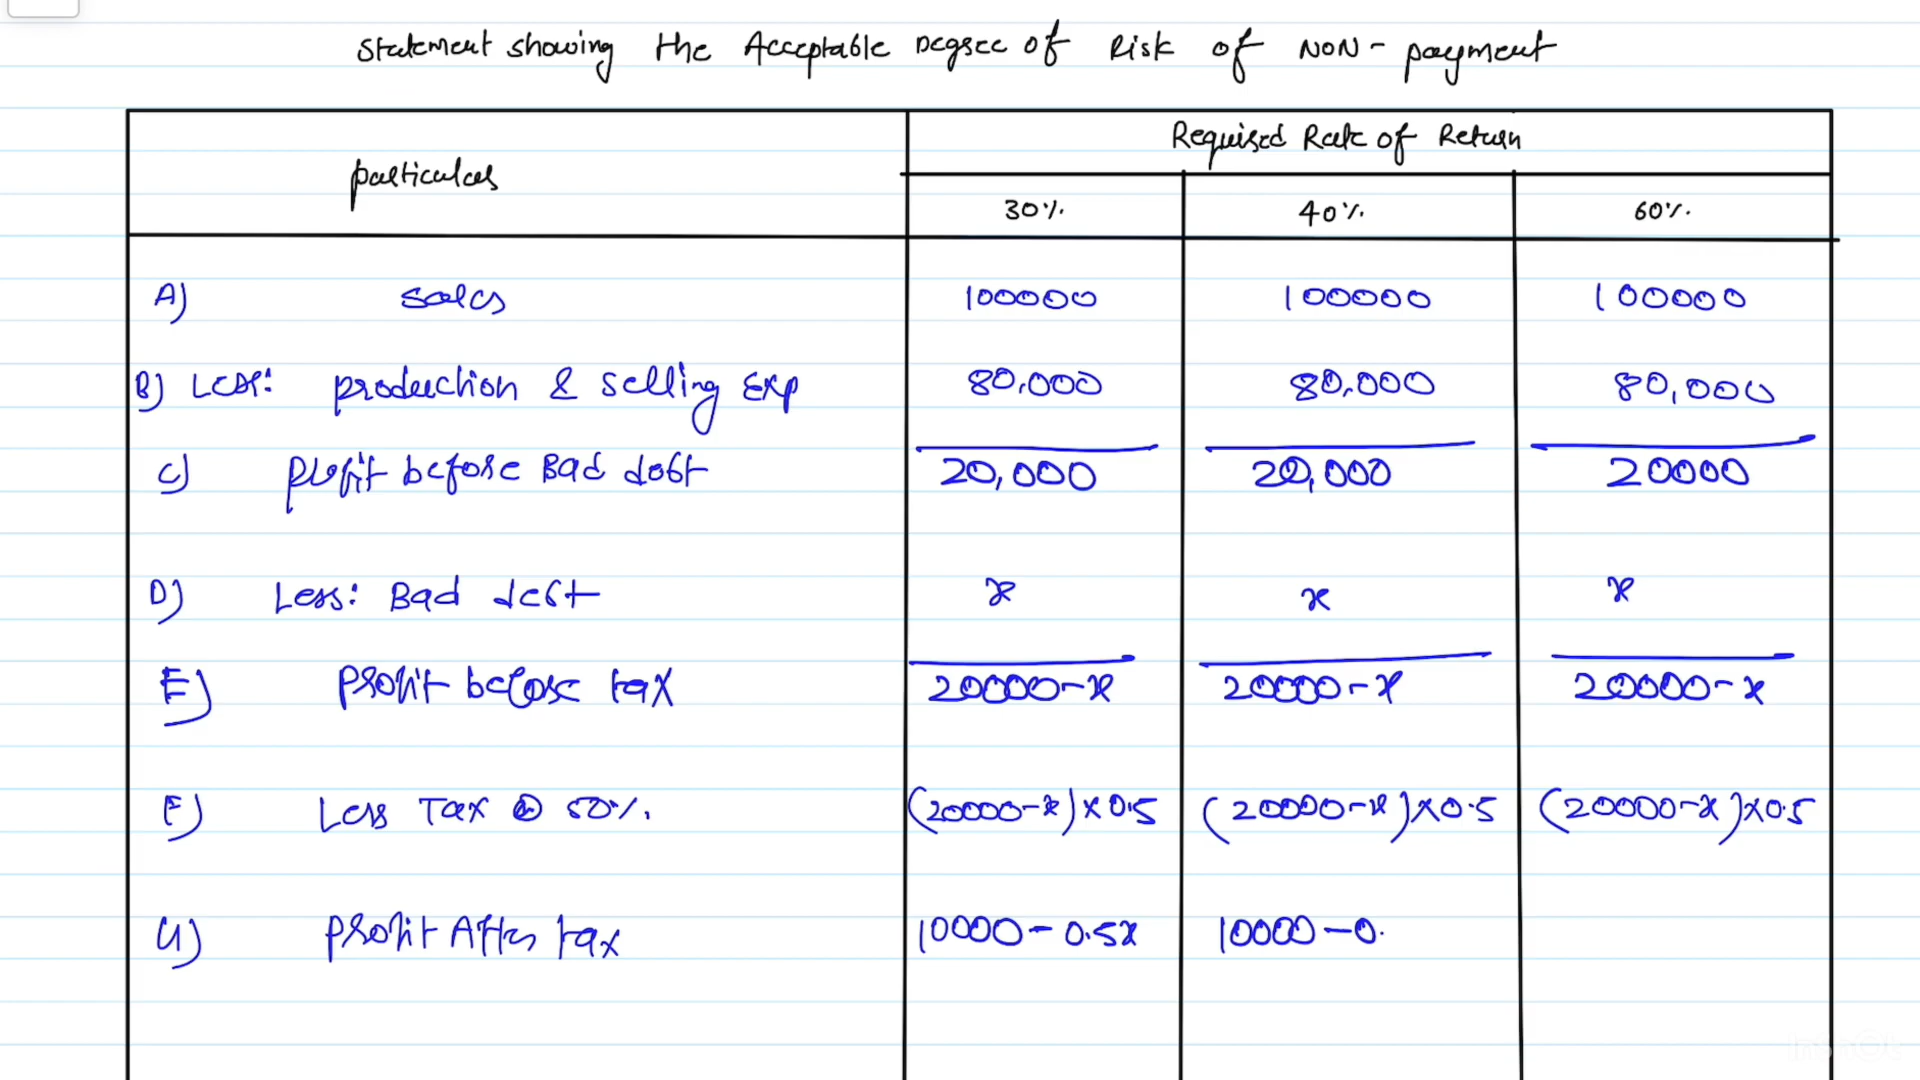 Statement showing the Acceptable Degree of Risk of NON-payment
particulars
Required Rate of Return
30% 40% 60%
A) sales 100000 100000 100000
B) Less: production & selling Exp 80,000 80,000 80,000
C) profit before Bad debt 20,000 20,000 20000
D) Less: Bad debt x x x
E) profit before tax 20000-x 20000-x 20000-x
F) Less Tax @ 50% (20000-x)x0.5 (20000-x)x0.5 (20000-x)x0.5
G) profit After tax 10000-0.5x 10000-0.